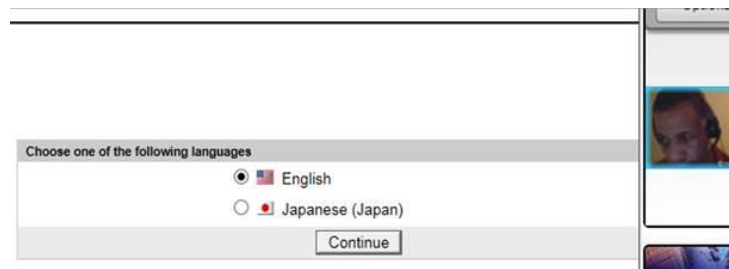 Choose one of the following languages
English
Japanese (Japan)
Continue